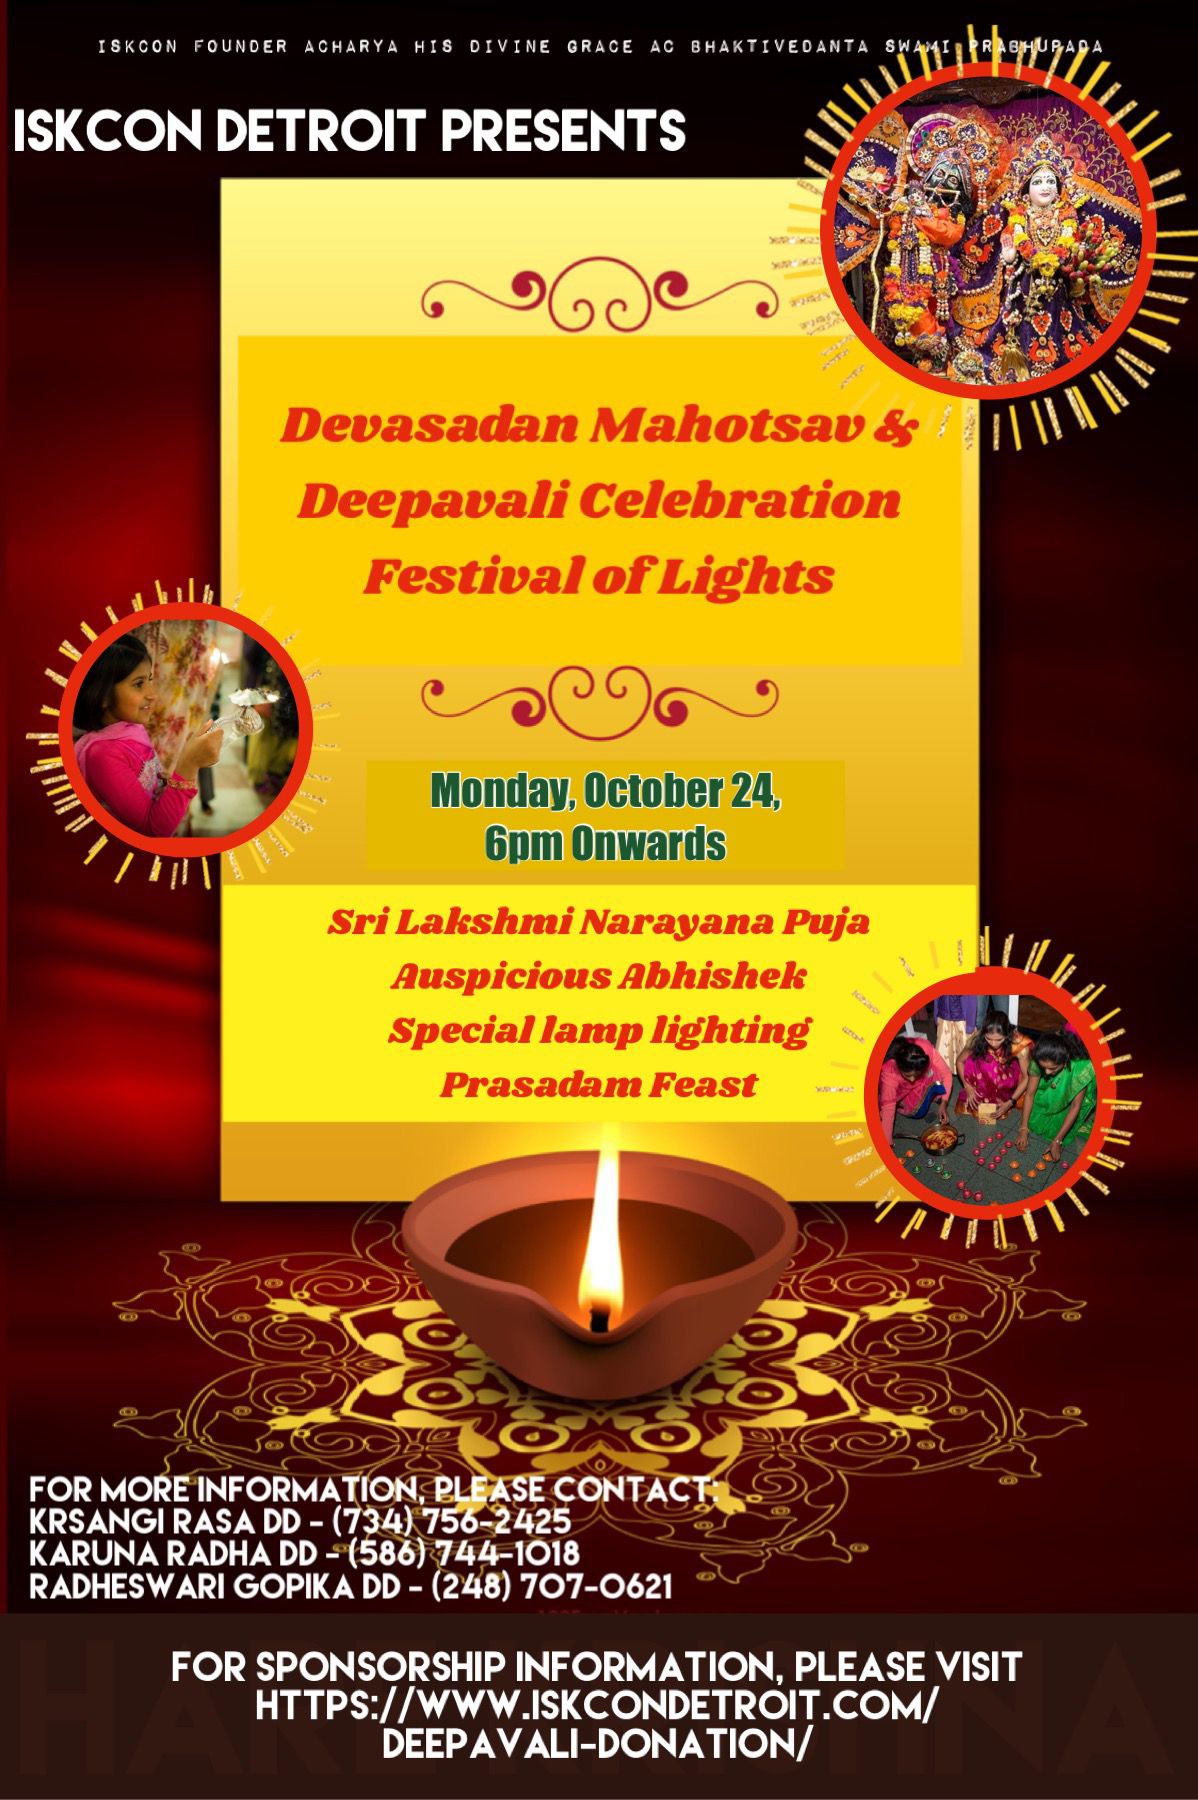 ISKCON FOUNDER ACHARYA HIS DIVINE GRACE AC BHAKTIVEDANTA SWAMI PRABHUPADA
ISKCON DETROIT PRESENTS
Devasadan Mahotsav &
Deepavali Celebration
Festival of Lights
Monday, October 24,
6pm Onwards
Sri Lakshmi Narayana Puja
Auspicious Abhishek
Special lamp lighting
Prasadam Feast
FOR MORE INFORMATION, PLEASE CONTACT:
KRSANGI RASA DD - (734) 756-2425
KARUNA RADHA DD - (586) 744-1018
RADHESWARI GOPIKA DD - (248) 707-0621
HARE KRISHNA
FOR SPONSORSHIP INFORMATION, PLEASE VISIT
HTTPS://WWW.ISKCONDETROIT.COM/
DEEPAVALI-DONATION/